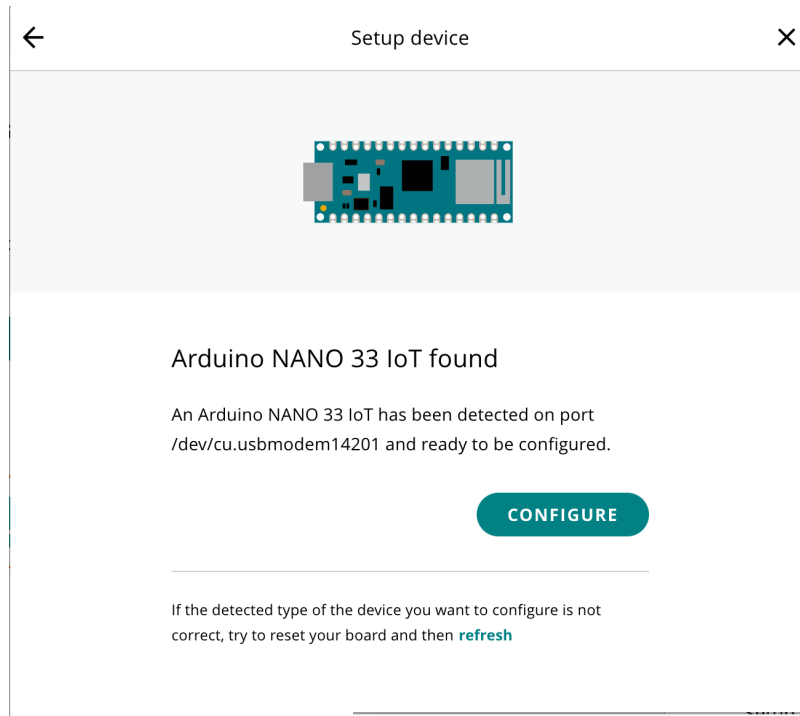 Setup device
Arduino NANO 33 IoT found
An Arduino NANO 33 IoT has been detected on port
/dev/cu.usbmodem14201 and ready to be configured.
CONFIGURE
If the detected type of the device you want to configure is not
correct, try to reset your board and then refresh